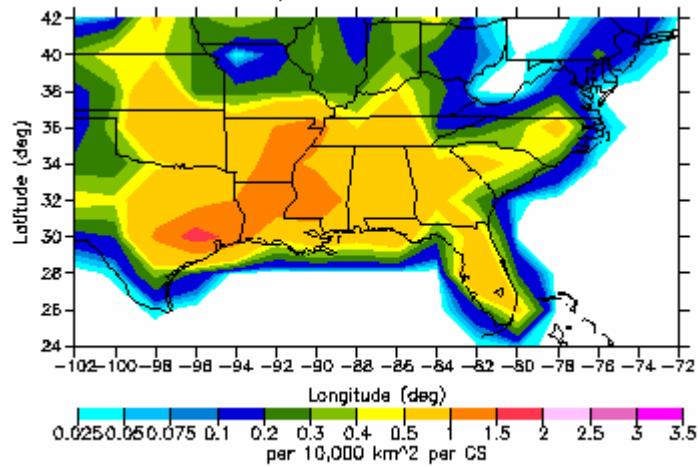 42
40
38
36
34
32
30
28
26
24
Latitude (deg)
-102 -100 -98 -96 -94 -92 -90 -88 -86 -84 -82 -80 -78 -76 -74 -72
Longitude (deg)
0.025 0.05 0.075 0.1 0.2 0.3 0.4 0.5 1 1.5 2 2.5 3 3.5
per 10,000 km^2 per CS